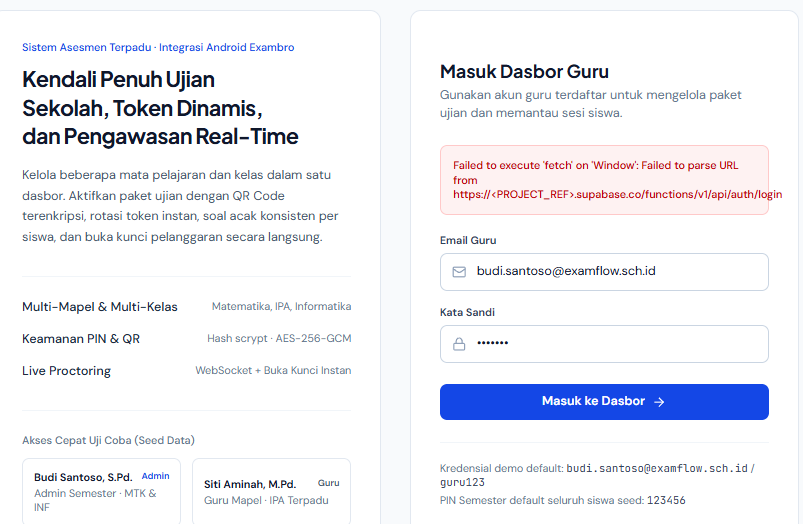 Sistem Asesmen Terpadu · Integrasi Android Exambro
Kendali Penuh Ujian
Sekolah, Token Dinamis,
dan Pengawasan Real-Time
Kelola beberapa mata pelajaran dan kelas dalam satu
dasbor. Aktifkan paket ujian dengan QR Code
terenkripsi, rotasi token instan, soal acak konsisten per
siswa, dan buka kunci pelanggaran secara langsung.
Multi-Mapel & Multi-Kelas Matematika, IPA, Informatika
Keamanan PIN & QR Hash scrypt · AES-256-GCM
Live Proctoring WebSocket + Buka Kunci Instan
Akses Cepat Uji Coba (Seed Data)
Budi Santoso, S.Pd. Admin
Admin Semester · MTK &
INF
Siti Aminah, M.Pd. Guru
Guru Mapel · IPA Terpadu
Masuk Dasbor Guru
Gunakan akun guru terdaftar untuk mengelola paket
ujian dan memantau sesi siswa.
Failed to execute 'fetch' on 'Window': Failed to parse URL
from
https://<PROJECT_REF>.supabase.co/functions/v1/api/auth/login
Email Guru
budi.santoso@examflow.sch.id
Kata Sandi
•••••••
Masuk ke Dasbor →
Kredensial demo default: budi.santoso@examflow.sch.id /
guru123
PIN Semester default seluruh siswa seed: 123456